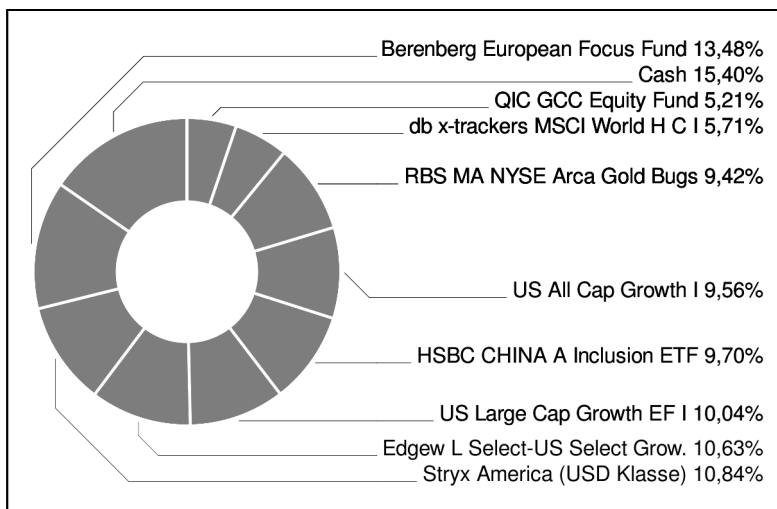 Berenberg European Focus Fund 13,48%
Cash 15,40%
QIC GCC Equity Fund 5,21%
db x-trackers MSCI World H C I 5,71%
RBS MA NYSE Arca Gold Bugs 9,42%
US All Cap Growth I 9,56%
HSBC CHINA A Inclusion ETF 9,70%
US Large Cap Growth EF I 10,04%
Edgew L Select-US Select Grow. 10,63%
Stryx America (USD Klasse) 10,84%